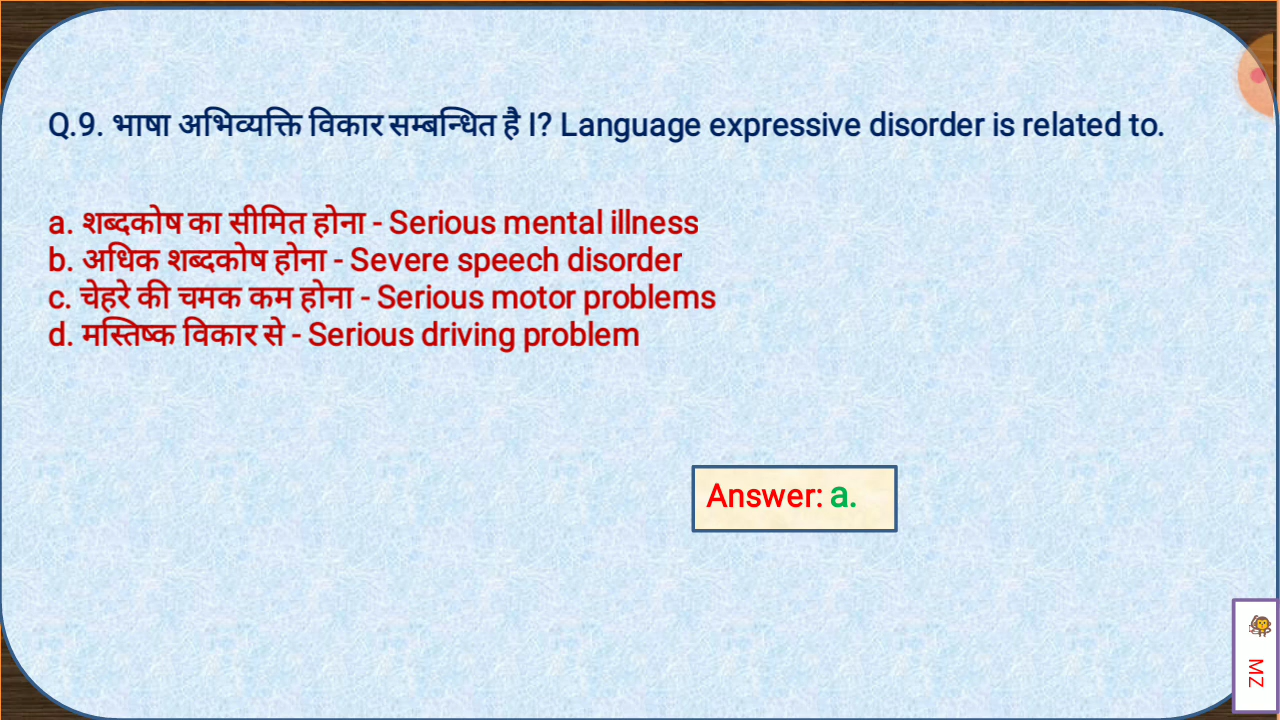 Q.9. भाषा अभिव्यक्ति विकार सम्बन्धित है I? Language expressive disorder is related to.
a. शब्दकोष का सीमित होना - Serious mental illness
b. अधिक शब्दकोष होना - Severe speech disorder
c. चेहरे की चमक कम होना - Serious motor problems
d. मस्तिष्क विकार से - Serious driving problem
Answer: a.
MZ